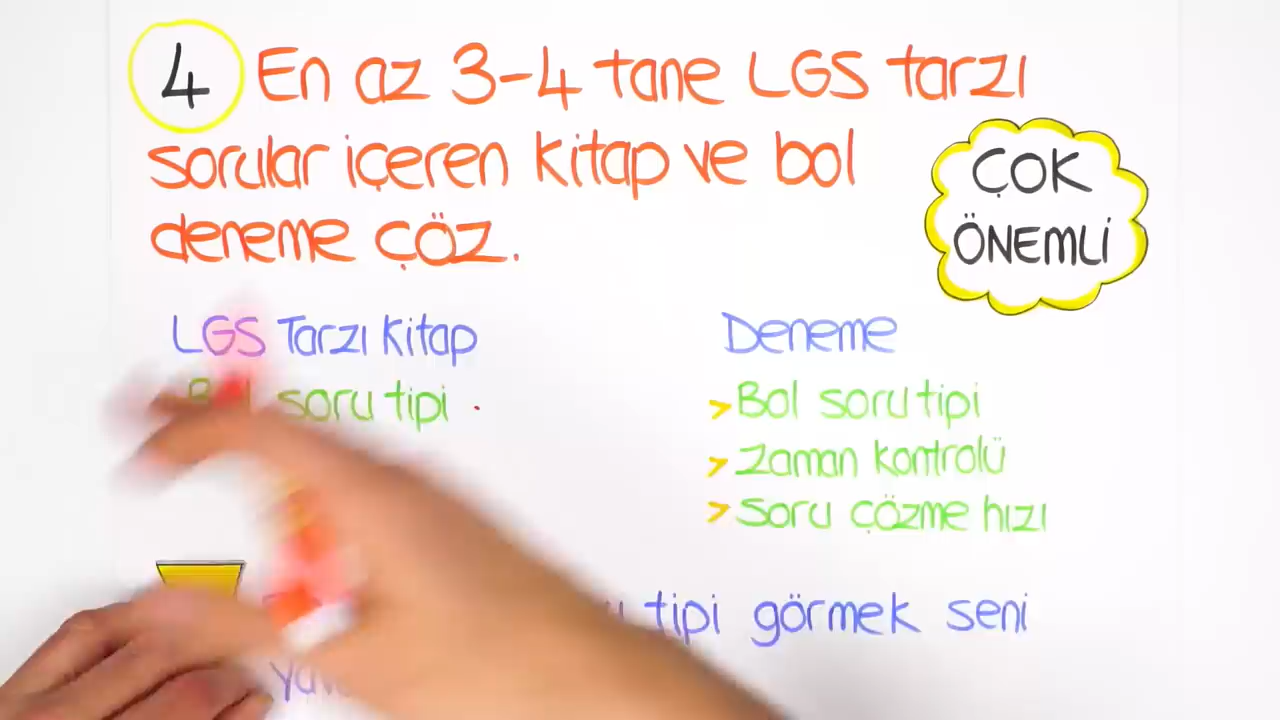 4 En az 3-4 tane LGS tarzı
sorular içeren kitap ve bol
deneme çöz.
ÇOK
ÖNEMLİ
LGS Tarzı Kitap
Bol soru tipi
Deneme
> Bol soru tipi
> Zaman kontrolü
> Soru çözme hızı
tipi görmek seni